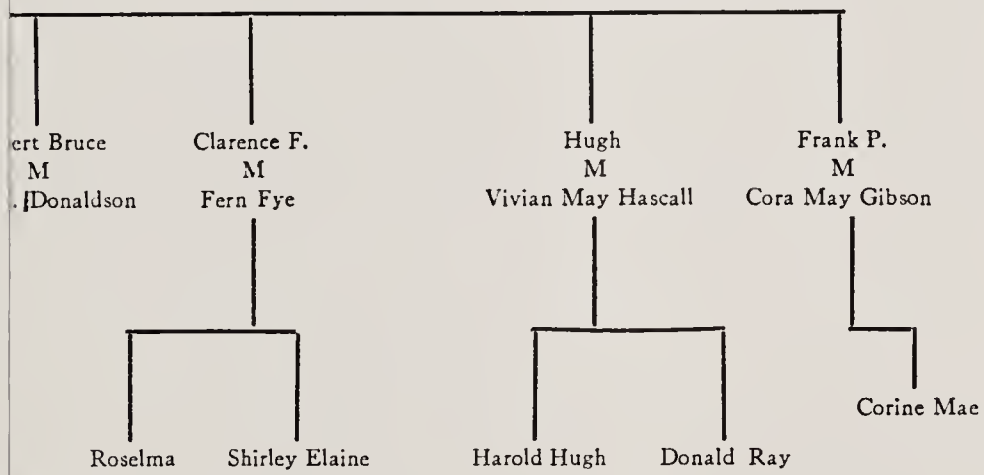 ert Bruce
M
Donaldson
Clarence F.
M
Fern Fye
Hugh
M
Vivian May Hascall
Frank P.
M
Cora May Gibson
Roselma
Shirley Elaine
Harold Hugh
Donald Ray
Corine Mae